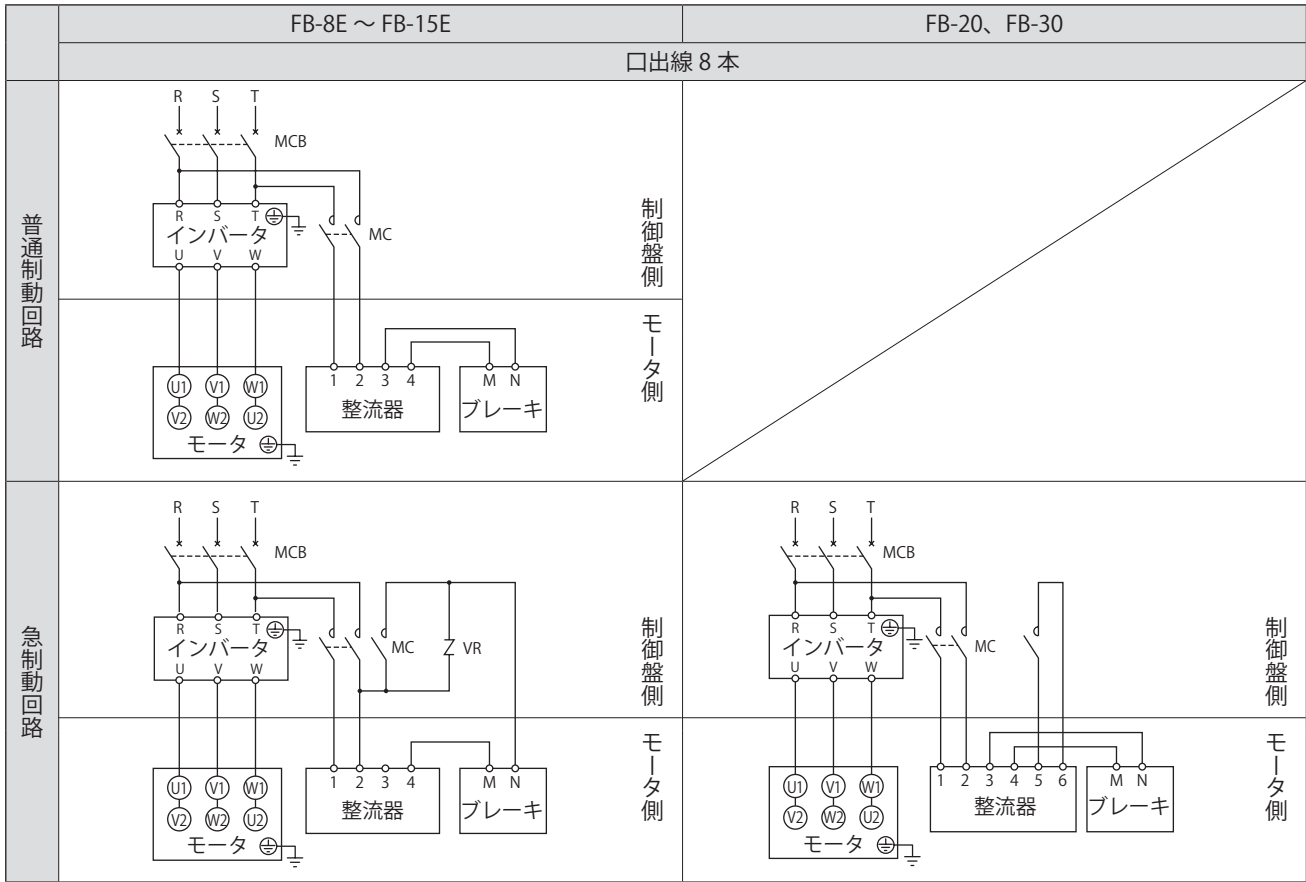 FB-8E ～ FB-15E
FB-20、FB-30
口出線 8 本
普通制動回路
R S T
MCB
R S T
インバータ
U V W
MC
制御盤側
U1 V1 W1
V2 W2 U2
モータ
1 2 3 4
整流器
M N
ブレーキ
モータ側
急制動回路
R S T
MCB
R S T
インバータ
U V W
MC
VR
制御盤側
U1 V1 W1
V2 W2 U2
モータ
1 2 3 4
整流器
M N
ブレーキ
モータ側
R S T
MCB
R S T
インバータ
U V W
MC
制御盤側
U1 V1 W1
V2 W2 U2
モータ
1 2 3 4 5 6
整流器
M N
ブレーキ
モータ側